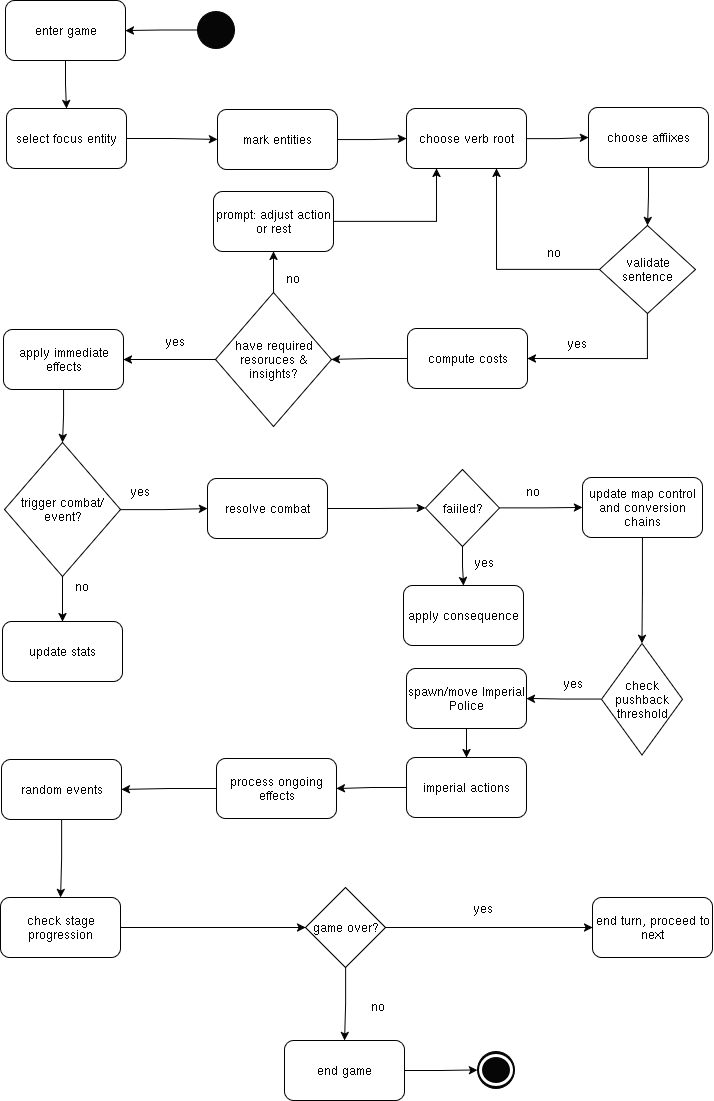 enter game
select focus entity
mark entities
choose verb root
choose affiixes
prompt: adjust action
or rest
no
validate
sentence
no
have required
resoruces &
insights?
yes
apply immediate
effects
compute costs
yes
trigger combat/
event?
yes
resolve combat
faiiled?
no
update map control
and conversion
chains
no
yes
update stats
apply consequence
check
pushback
threshold
yes
spawn/move Imperial
Police
random events
process ongoing
effects
imperial actions
check stage
progression
game over?
yes
end turn, proceed to
next
no
end game